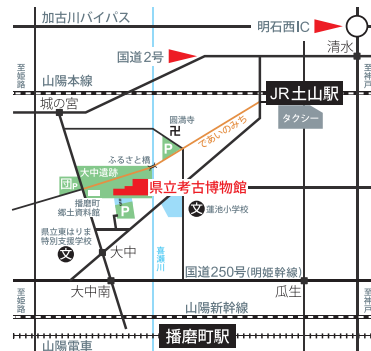 加古川バイパス
明石西IC
国道2号
清水
至姫路
山陽本線
至神戸
JR土山駅
城の宮
タクシー
圓満寺
卍
であいのみち
P
ふるさと橋
大中遺跡
団P
県立考古博物館
播磨町
郷土資料館
P
文
蓮池小学校
県立東はりま
特別支援学校
文
大中
喜瀬川
国道250号(明姫幹線)
大中南
瓜生
至姫路
至神戸
山陽新幹線
播磨町駅
山陽電車